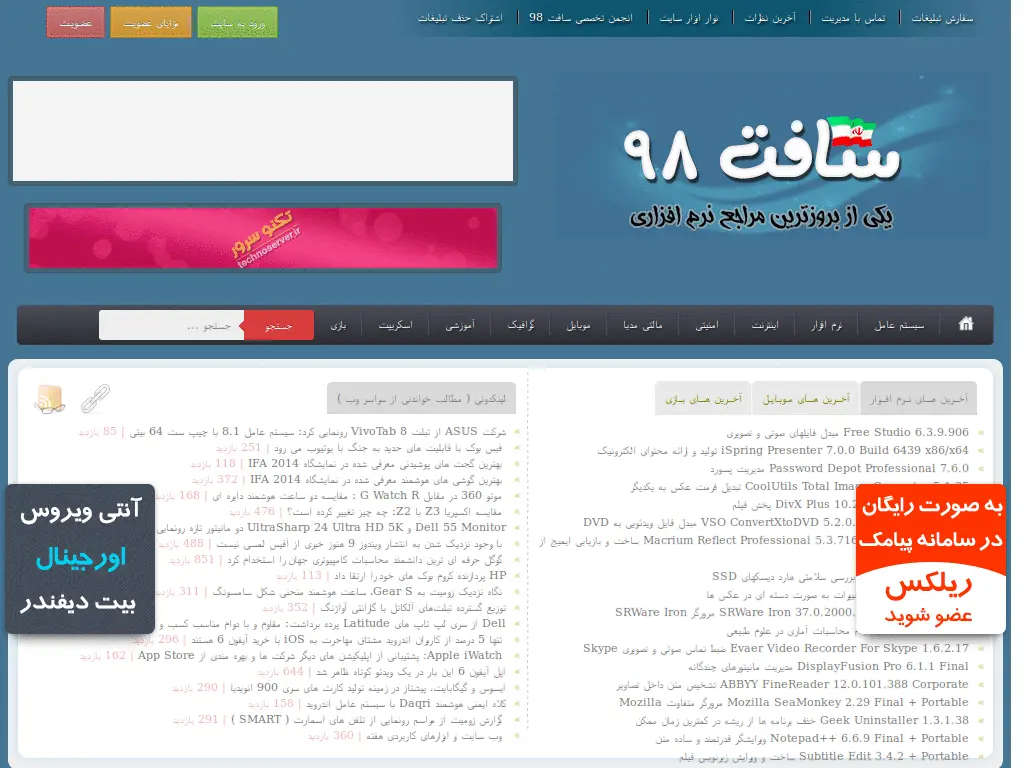 سفارش تبلیغات
تماس با مدیریت
آخرین نظرات
نوار ابزار سایت
انجمن تخصصی سافت 98
اشتراک حذف تبلیغات
ورود به سایت
مزایای عضویت
عضویت
سافت ۹۸
یکی از بروزترین مراجع نرم افزاری
تکنو سرور
technoserver.ir
سیستم عامل
نرم افزار
اینترنت
امنیتی
مالتی مدیا
موبایل
گرافیک
آموزشی
اسکریپت
بازی
جستجو
جستجو ...
آخرین های نرم افزار
آخرین های موبایل
آخرین های بازی
Free Studio 6.3.9.906 مبدل فایلهای صوتی و تصویری
iSpring Presenter 7.0.0 Build 6439 x86/x64 تولید و ارائه محتوای الکترونیک
Password Depot Professional 7.6.0 مدیریت پسورد
CoolUtils Total Image تبدیل فرمت عکس به یکدیگر
DivX Plus 10.2 پخش فیلم
VSO ConvertXtoDVD 5.2.0. مبدل فایل ویدئویی به DVD
Macrium Reflect Professional 5.3.716 ساخت و بازیابی ایمیج از
بررسی سلامتی هارد دیسکهای SSD
به صورت دسته ای در عکس ها
SRWare Iron 37.0.2000. مرورگر SRWare Iron
محاسبات آماری در علوم طبیعی
Evaer Video Recorder For Skype 1.6.2.17 ضبط تماس صوتی و تصویری Skype
DisplayFusion Pro 6.1.1 Final مدیریت مانیتورهای چندگانه
ABBYY FineReader 12.0.101.388 Corporate تشخیص متن داخل تصاویر
Mozilla SeaMonkey 2.29 Final + Portable مرورگر متفاوت Mozilla
Geek Uninstaller 1.3.1.38 حذف برنامه ها از ریشه در کمترین زمان ممکن
Notepad++ 6.6.9 Final + Portable ویرایشگر قدرتمند و ساده متن
Subtitle Edit 3.4.2 + Portable ساخت و ویرایش زیرنویس فیلم
لینکدونی ( مطالب خواندنی از سراسر وب )
شرکت ASUS از تبلت VivoTab 8 رونمایی کرد: سیستم عامل 8.1 با چیپ ست 64 بیتی | 85 بازدید
فیس بوک با قابلیت های جدید به جنگ با یوتیوب می رود | 251 بازدید
بهترین گجت های پوشیدنی معرفی شده در نمایشگاه IFA 2014 | 118 بازدید
بهترین گوشی های هوشمند معرفی شده در نمایشگاه IFA 2014 | 372 بازدید
موتو 360 در مقابل G Watch R : مقایسه دو ساعت هوشمند دایره ای | 168 بازدید
مقایسه اکسپریا Z3 با Z2: چه چیز تغییر کرده است؟ | 476 بازدید
Dell 55 Monitor و UltraSharp 24 Ultra HD 5K دو مانیتور تازه رونمایی
با وجود نزدیک شدن به انتشار ویندوز 9 هنوز خبری از آفیس لمسی نیست | 488 بازدید
گوگل حرفه ای ترین دانشمند محاسبات کامپیوتری جهان را استخدام کرد | 851 بازدید
HP پردازنده کروم بوک های خود را ارتقا داد | 113 بازدید
نگاه نزدیک زومیت به Gear S، ساعت هوشمند منحنی شکل سامسونگ | 311 بازدید
توزیع گسترده تبلت‌های آلکاتل با گارانتی آواژنگ | 352 بازدید
Dell از سری لپ تاپ های Latitude پرده برداشت: مقاوم و با دوام مناسب کسب و
تنها 5 درصد از کاربران اندروید مشتاق مهاجرت به iOS با خرید آیفون 6 هستند | 296 بازدید
Apple iWatch: پشتیبانی از اپلیکیشن های دیگر شرکت ها و بهره مندی از App Store | 162 بازدید
اپل آیفون 6 این بار در یک ویدئو کوتاه ظاهر شد | 644 بازدید
ایسوس و گیگابایت، پیشتاز در زمینه تولید کارت های سری 900 انویدیا | 290 بازدید
کلاه ایمنی هوشمند Daqri با سیستم عامل اندروید | 158 بازدید
گزارش زومیت از مراسم رونمایی از تلفن های اسمارت ( SMART ) | 291 بازدید
وب سایت و ابزارهای کاربردی هفته | 360 بازدید
آنتی ویروس
اورجینال
بیت دیفندر
به صورت رایگان
در سامانه پیامک
ریلکس
عضو شوید